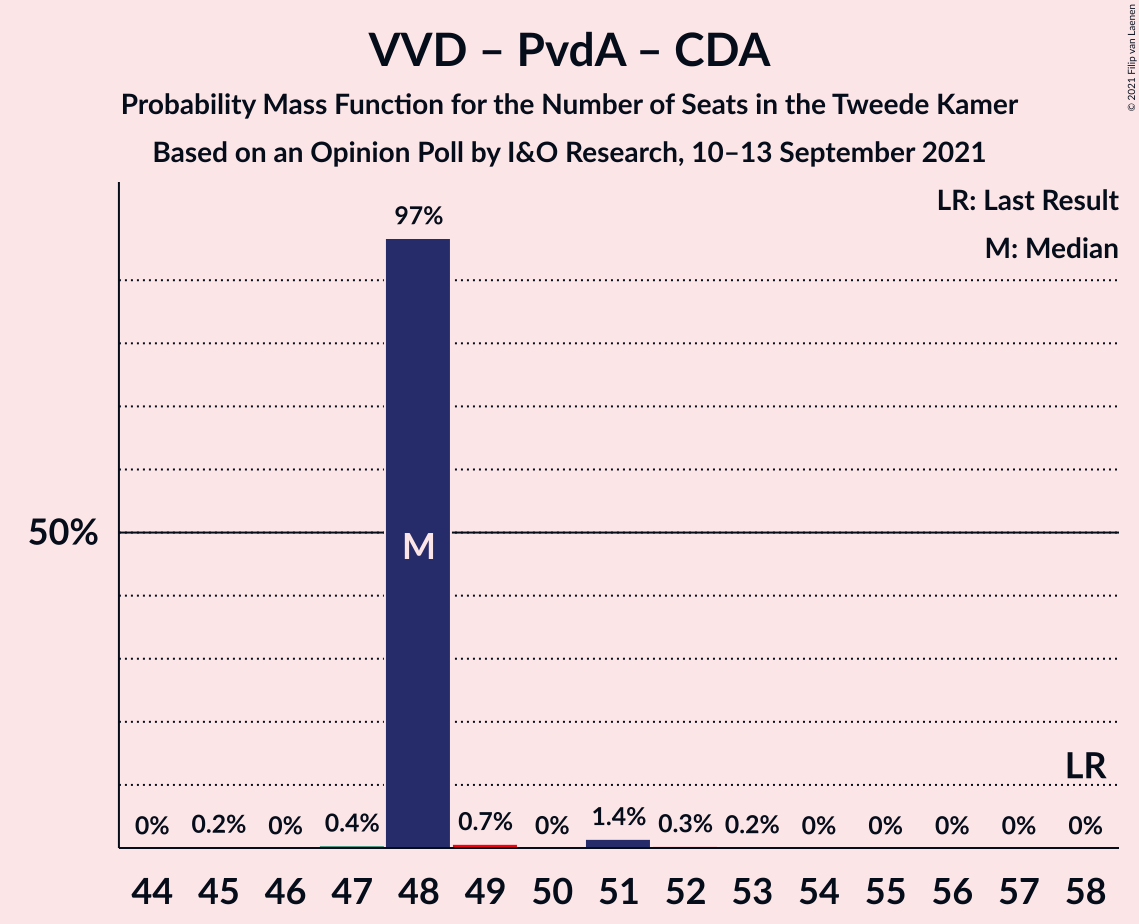 VVD – PvdA – CDA
Probability Mass Function for the Number of Seats in the Tweede Kamer
Based on an Opinion Poll by I&O Research, 10–13 September 2021
© 2021 Filip van Laenen
LR: Last Result
M: Median
97%
50%
M
LR
0% 0.2% 0% 0.4% 0.7% 0% 1.4% 0.3% 0.2% 0% 0% 0% 0% 0%
44 45 46 47 48 49 50 51 52 53 54 55 56 57 58